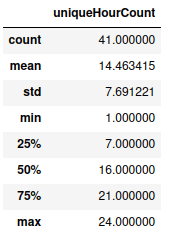 uniqueHourCount
count 41.000000
mean 14.463415
std 7.691221
min 1.000000
25% 7.000000
50% 16.000000
75% 21.000000
max 24.000000